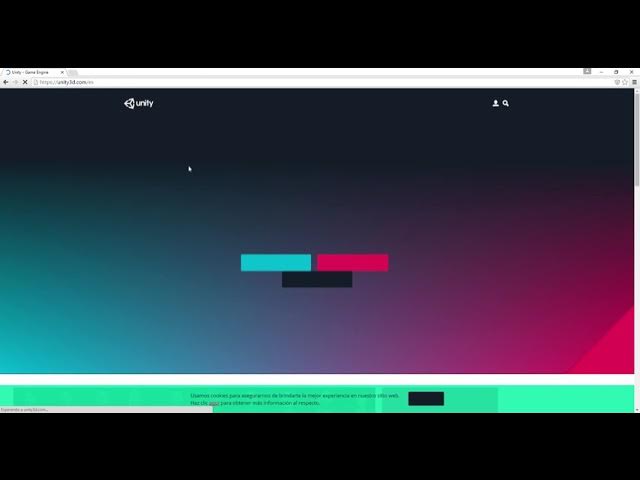 Unity - Game Engine
https://unity3d.com/es
unity
Usamos cookies para asegurarnos de brindarte la mejor experiencia en nuestro sitio web.
Haz clic aquí para obtener más información al respecto.
Esperando a unity3d.com...